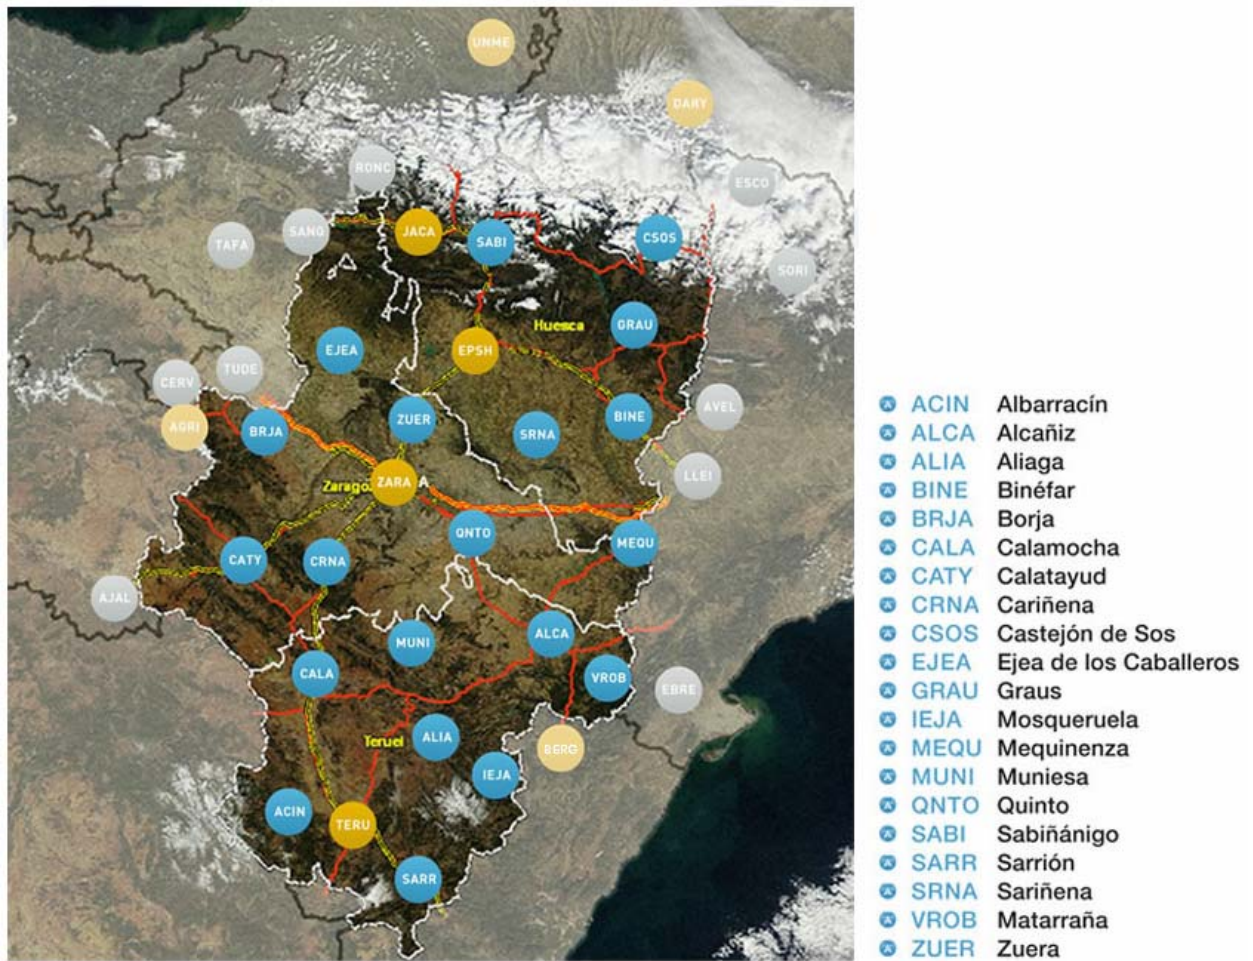 UNME
DARY
RONC
ESCO
SANG
JACA
SABI
CSOS
TAFA
SORI
Huesca
GRAU
EJEA
EPSH
TUDE
CERV
AVEL
AGRI
BRJA
ZUER
SRNA
BINE
Zarago
ZARA A
LLEI
QNTO
MEQU
CATY
CRNA
AJAL
MUNI
ALCA
CALA
VROB
EBRE
ALIA
Teruel
BERG
IEJA
ACIN
TERU
SARR
ACIN Albarracín
ALCA Alcañiz
ALIA Aliaga
BINE Binéfar
BRJA Borja
CALA Calamocha
CATY Calatayud
CRNA Cariñena
CSOS Castejón de Sos
EJEA Ejea de los Caballeros
GRAU Graus
IEJA Mosqueruela
MEQU Mequinenza
MUNI Muniesa
QNTO Quinto
SABI Sabiñánigo
SARR Sarrión
SRNA Sariñena
VROB Matarraña
ZUER Zuera